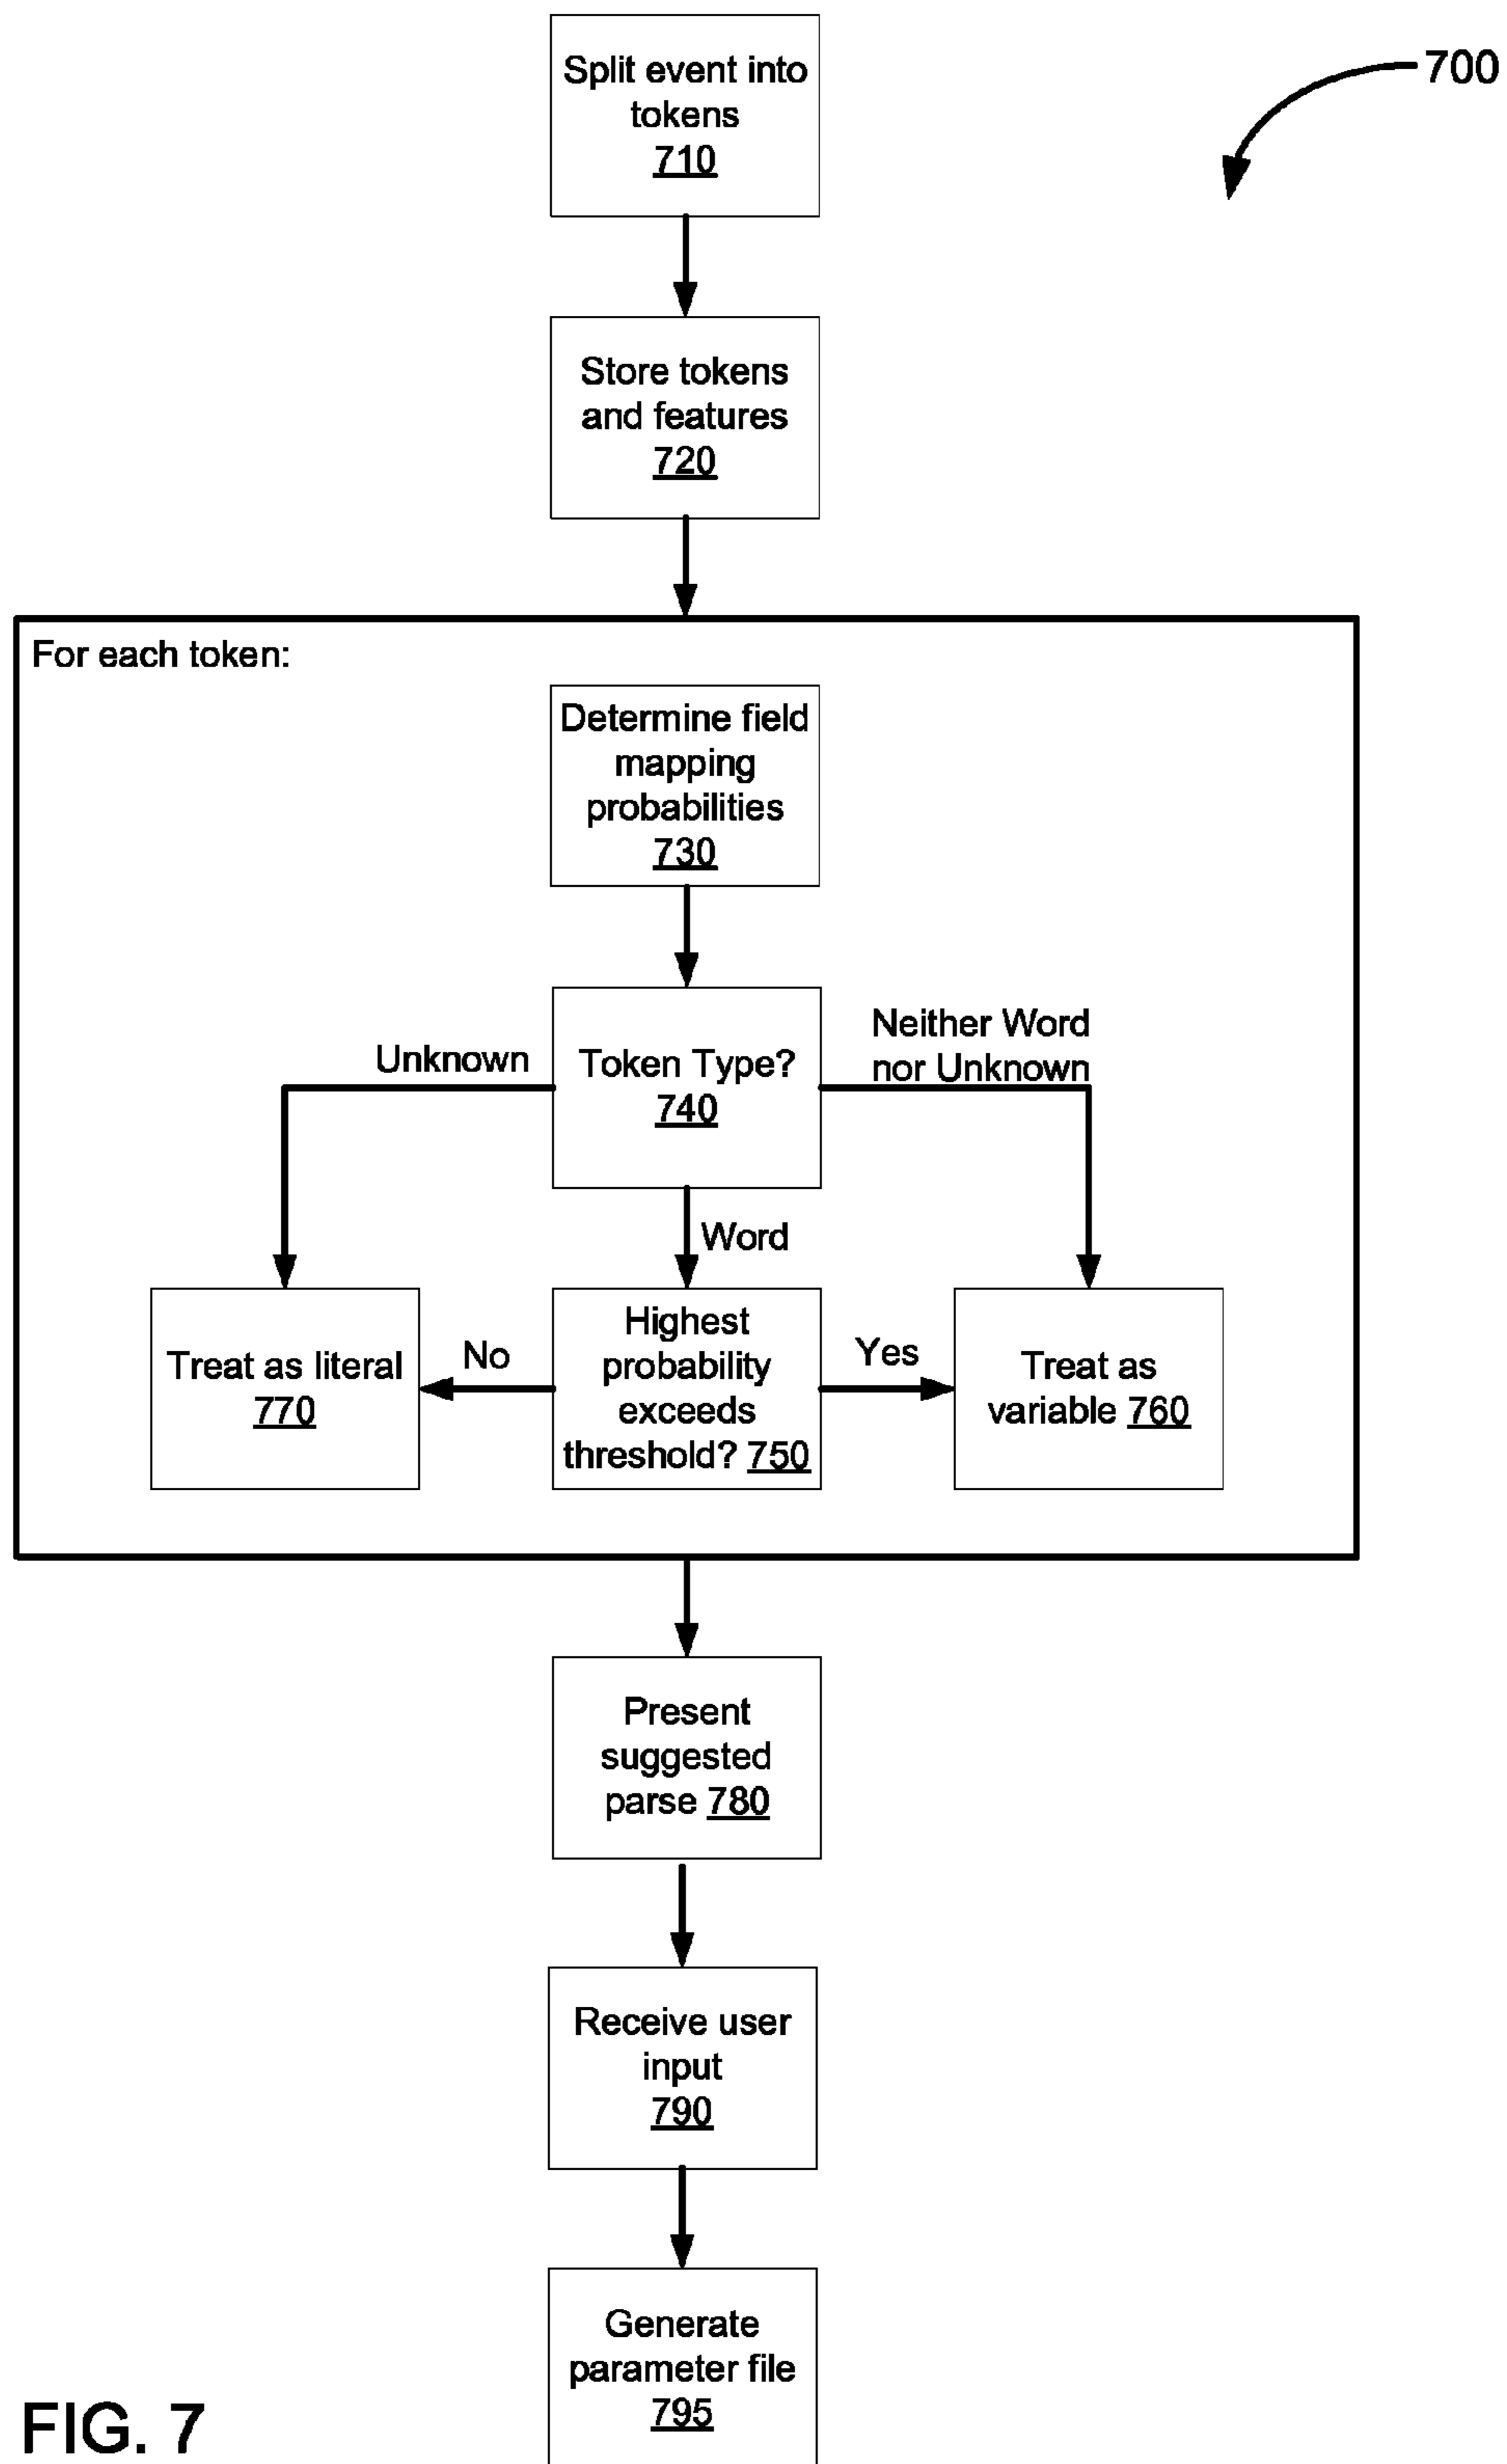 Split event into
tokens
710
700
Store tokens
and features
720
For each token:
Determine field
mapping
probabilities
730
Unknown
Token Type?
740
Neither Word
nor Unknown
Word
Treat as literal
770
No
Highest
probability
exceeds
threshold? 750
Yes
Treat as
variable 760
Present
suggested
parse 780
Receive user
input
790
Generate
parameter file
795
FIG. 7